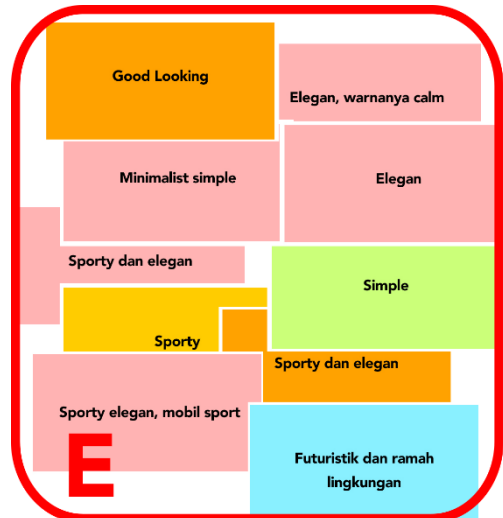 Good Looking
Elegan, warnanya calm
Minimalist simple
Elegan
Sporty dan elegan
Simple
Sporty
Sporty dan elegan
Sporty elegan, mobil sport
E
Futuristik dan ramah
lingkungan